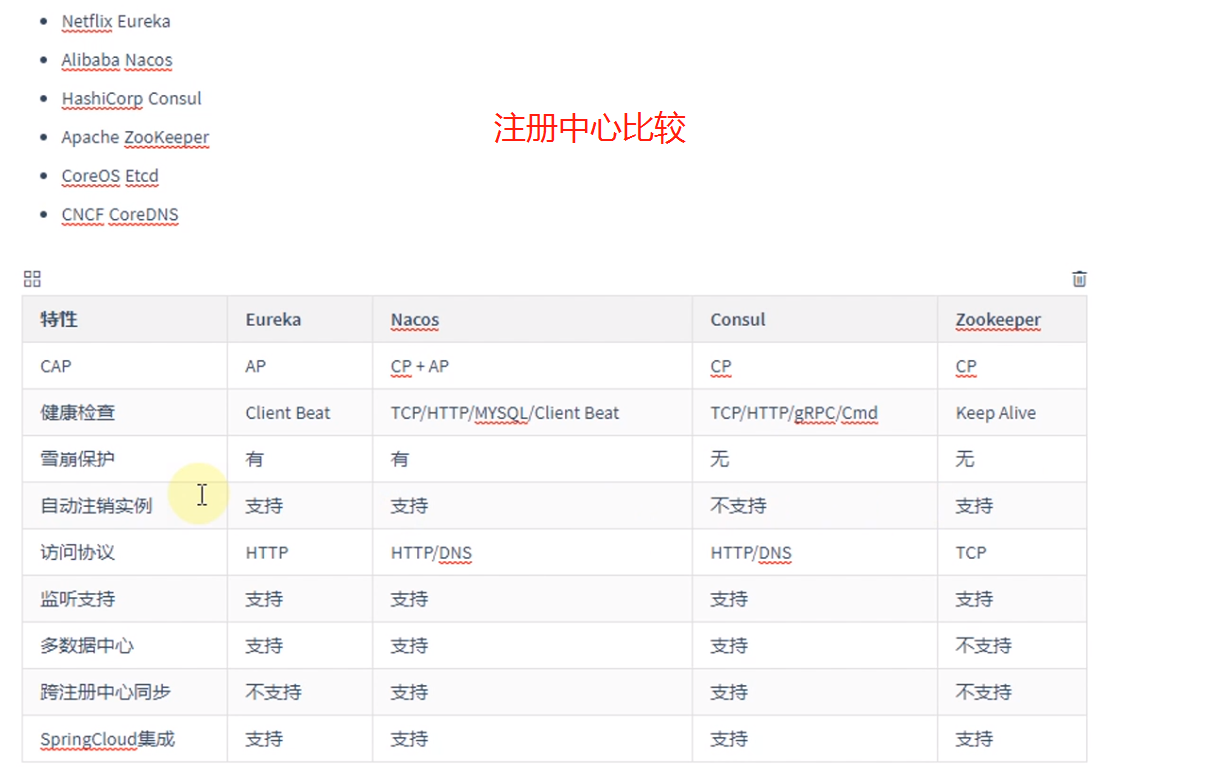 Netflix Eureka
Alibaba Nacos
HashiCorp Consul
注册中心比较
Apache ZooKeeper
CoreOS Etcd
CNCF CoreDNS
特性 Eureka Nacos Consul Zookeeper
CAP AP CP + AP CP CP
健康检查 Client Beat TCP/HTTP/MYSQL/Client Beat TCP/HTTP/gRPC/Cmd Keep Alive
雪崩保护 有 有 无 无
自动注销实例 支持 支持 不支持 支持
访问协议 HTTP HTTP/DNS HTTP/DNS TCP
监听支持 支持 支持 支持 支持
多数据中心 支持 支持 支持 不支持
跨注册中心同步 不支持 支持 支持 不支持
SpringCloud集成 支持 支持 支持 支持